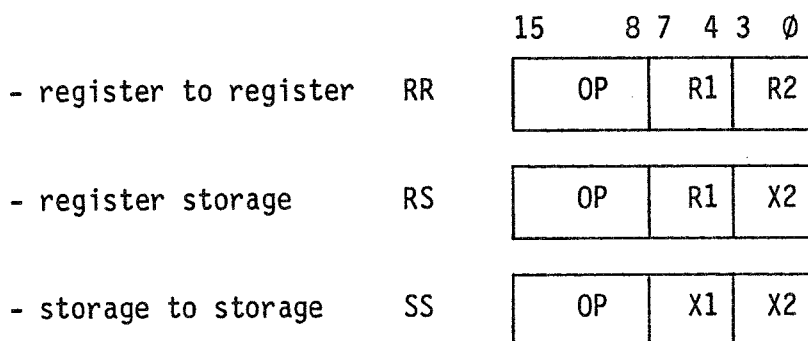 15 8 7 4 3 Ø
- register to register RR OP R1 R2
- register storage RS OP R1 X2
- storage to storage SS OP X1 X2